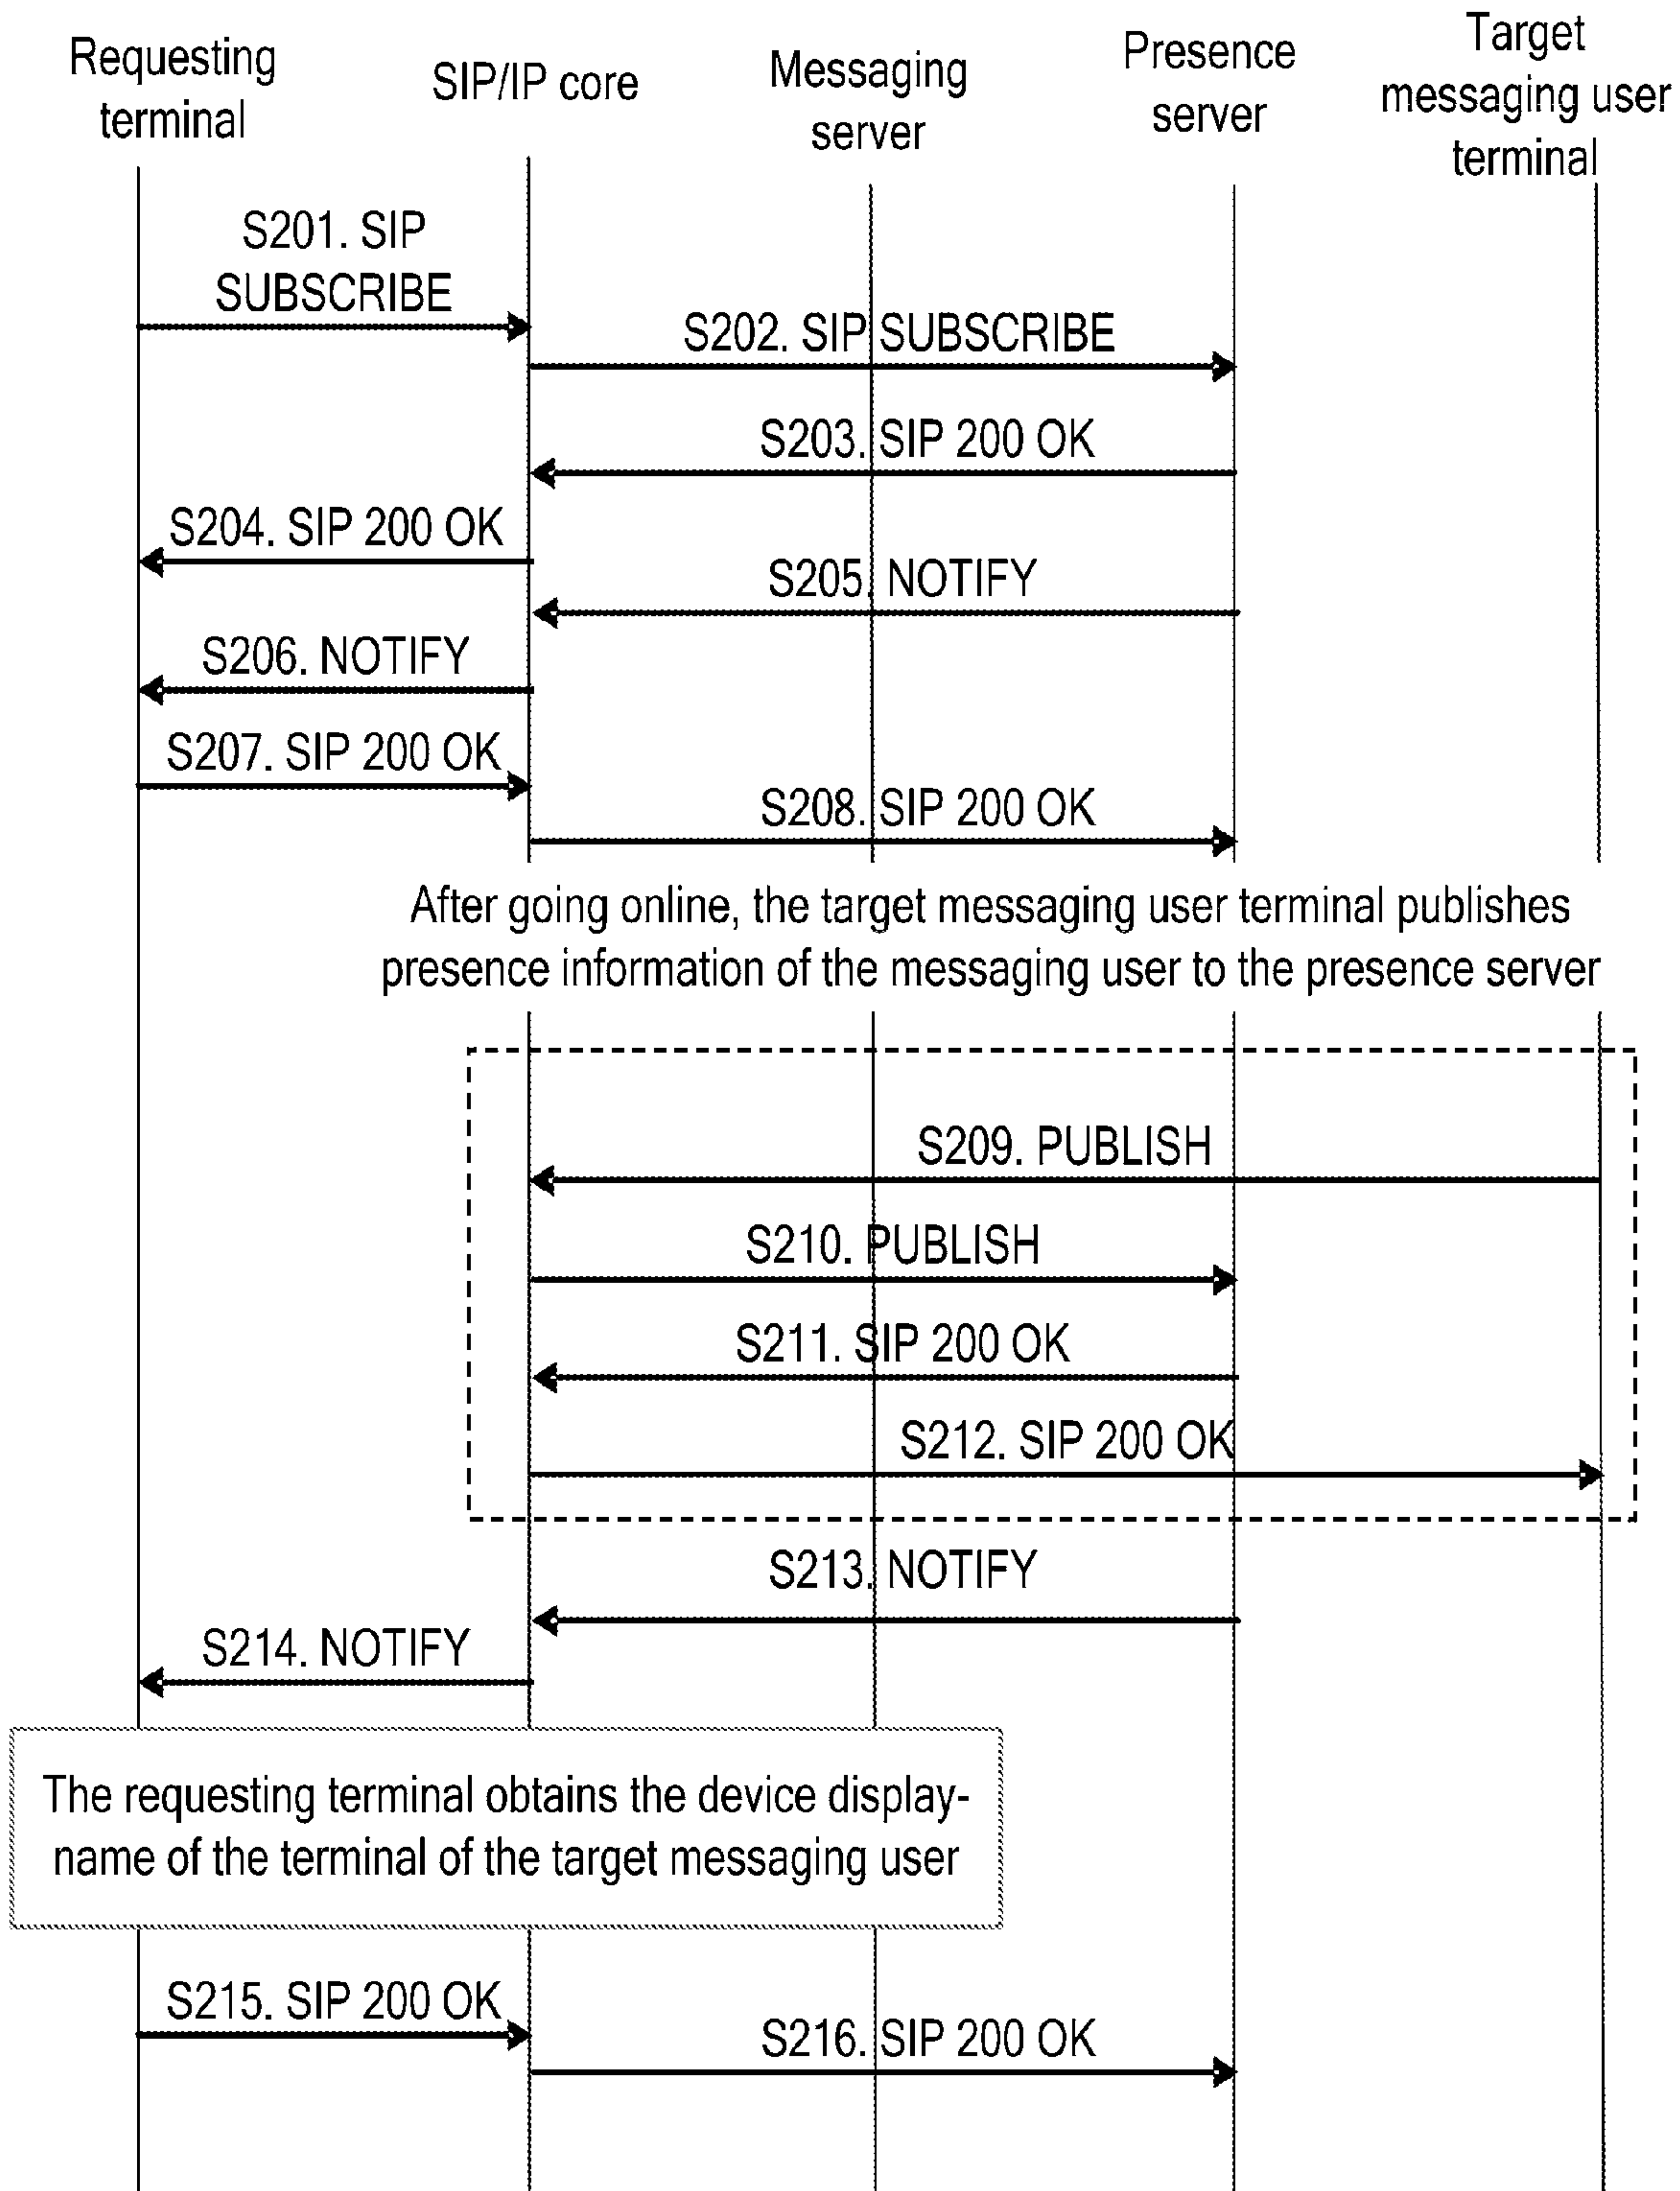 Requesting
terminal
SIP/IP core
Messaging
server
Presence
server
Target
messaging user
terminal
S201. SIP
SUBSCRIBE
S202. SIP SUBSCRIBE
S203. SIP 200 OK
S204. SIP 200 OK
S205. NOTIFY
S206. NOTIFY
S207. SIP 200 OK
S208. SIP 200 OK
After going online, the target messaging user terminal publishes
presence information of the messaging user to the presence server
S209. PUBLISH
S210. PUBLISH
S211. SIP 200 OK
S212. SIP 200 OK
S213. NOTIFY
S214. NOTIFY
The requesting terminal obtains the device display-
name of the terminal of the target messaging user
S215. SIP 200 OK
S216. SIP 200 OK